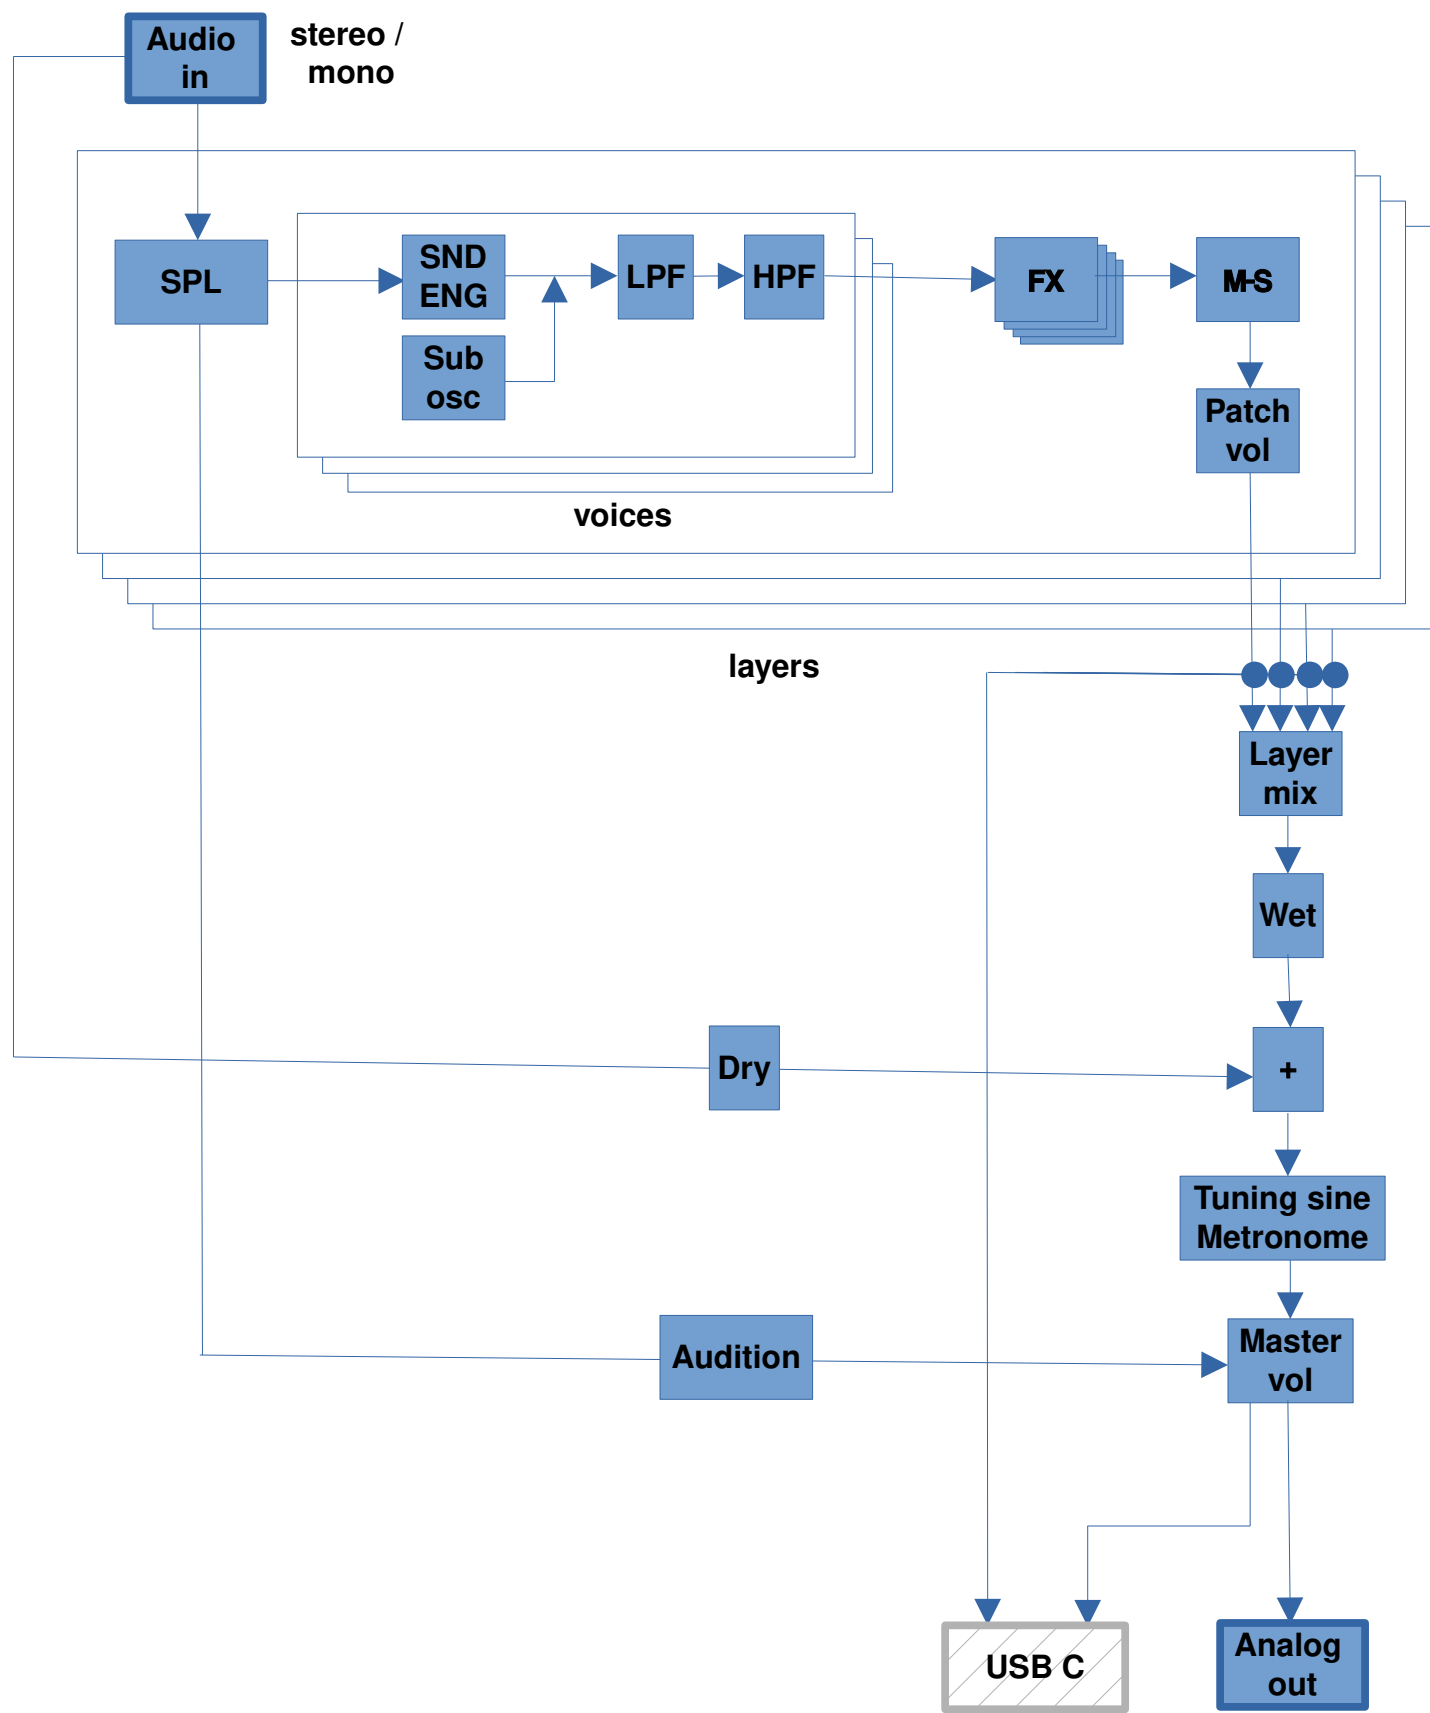 Audio
in
stereo /
mono
SPL
SND
ENG
Sub
osc
LPF
HPF
FX
M-S
Patch
vol
voices
layers
Layer
mix
Wet
Dry
+
Tuning sine
Metronome
Audition
Master
vol
USB C
Analog
out